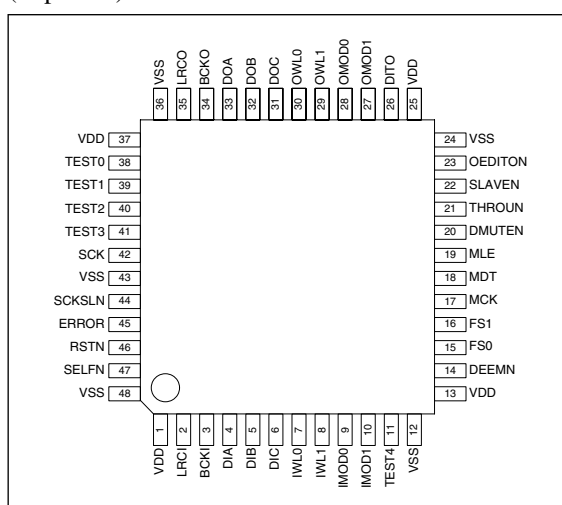 VSS
LRCO
BCKO
DOA
DOB
DOC
OWL0
OWL1
OMOD0
OMOD1
DITO
VDD
36
35
34
33
32
31
30
29
28
27
26
25
VDD 37
TEST0 38
TEST1 39
TEST2 40
TEST3 41
SCK 42
VSS 43
SCKSLN 44
ERROR 45
RSTN 46
SELFN 47
VSS 48
24 VSS
23 OEDITON
22 SLAVEN
21 THROUN
20 DMUTEN
19 MLE
18 MDT
17 MCK
16 FS1
15 FS0
14 DEEMN
13 VDD
1
2
3
4
5
6
7
8
9
10
11
12
VDD
LRCI
BCKI
DIA
DIB
DIC
IWL0
IWL1
IMOD0
IMOD1
TEST4
VSS